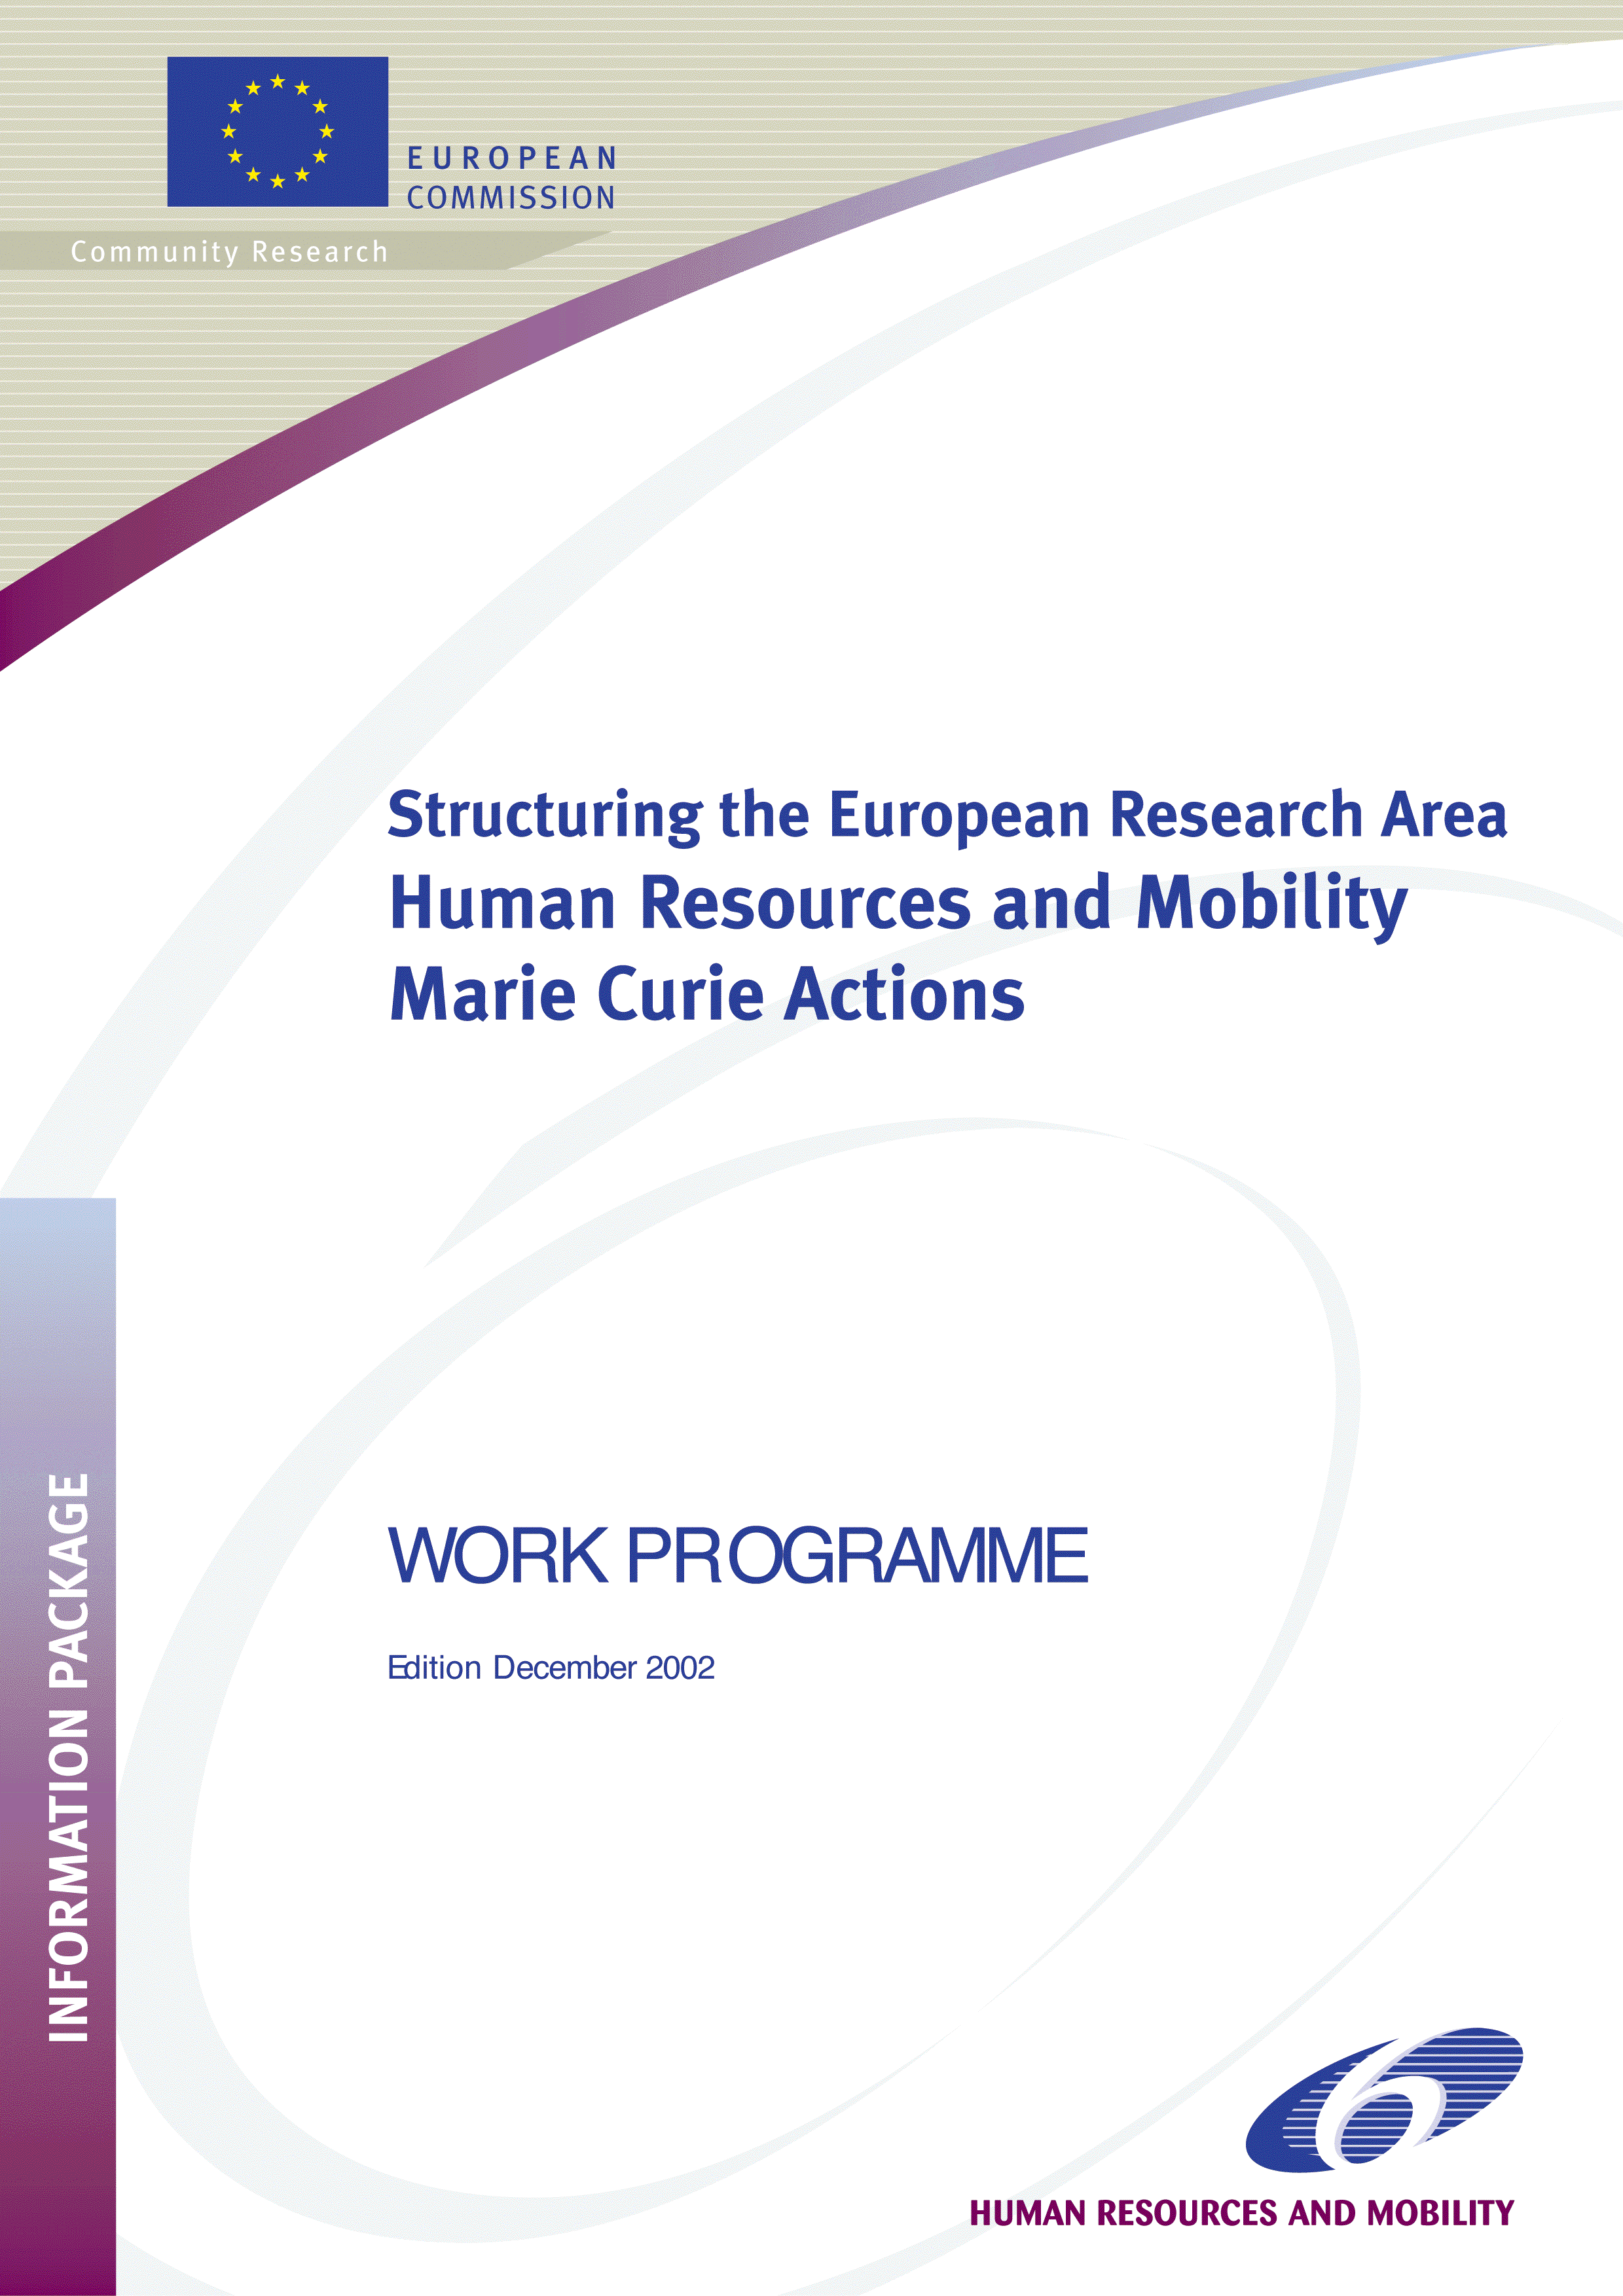 EUROPEAN
COMMISSION
Community Research
Structuring the European Research Area
Human Resources and Mobility
Marie Curie Actions
WORK PROGRAMME
Edition December 2002
INFORMATION PACKAGE
6
HUMAN RESOURCES AND MOBILITY